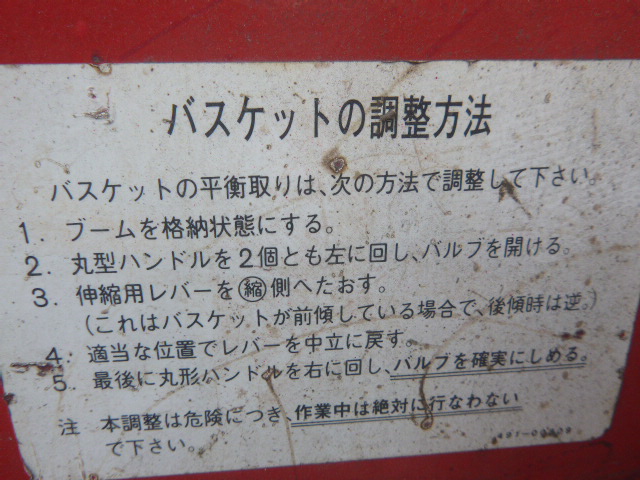 バスケットの調整方法
バスケットの平衡取りは、次の方法で調整して下さい。
1. ブームを格納状態にする。
2. 丸型ハンドルを2個とも左に回し、バルブを開ける。
3. 伸縮用レバーを㊂側へたおす。
(これはバスケットが前傾している場合で、後傾時は逆。)
4. 適当な位置でレバーを中立に戻す。
5. 最後に丸形ハンドルを右に回し、バルブを確実にしめる。
注 本調整は危険につき、作業中は絶対に行なわない
で下さい。